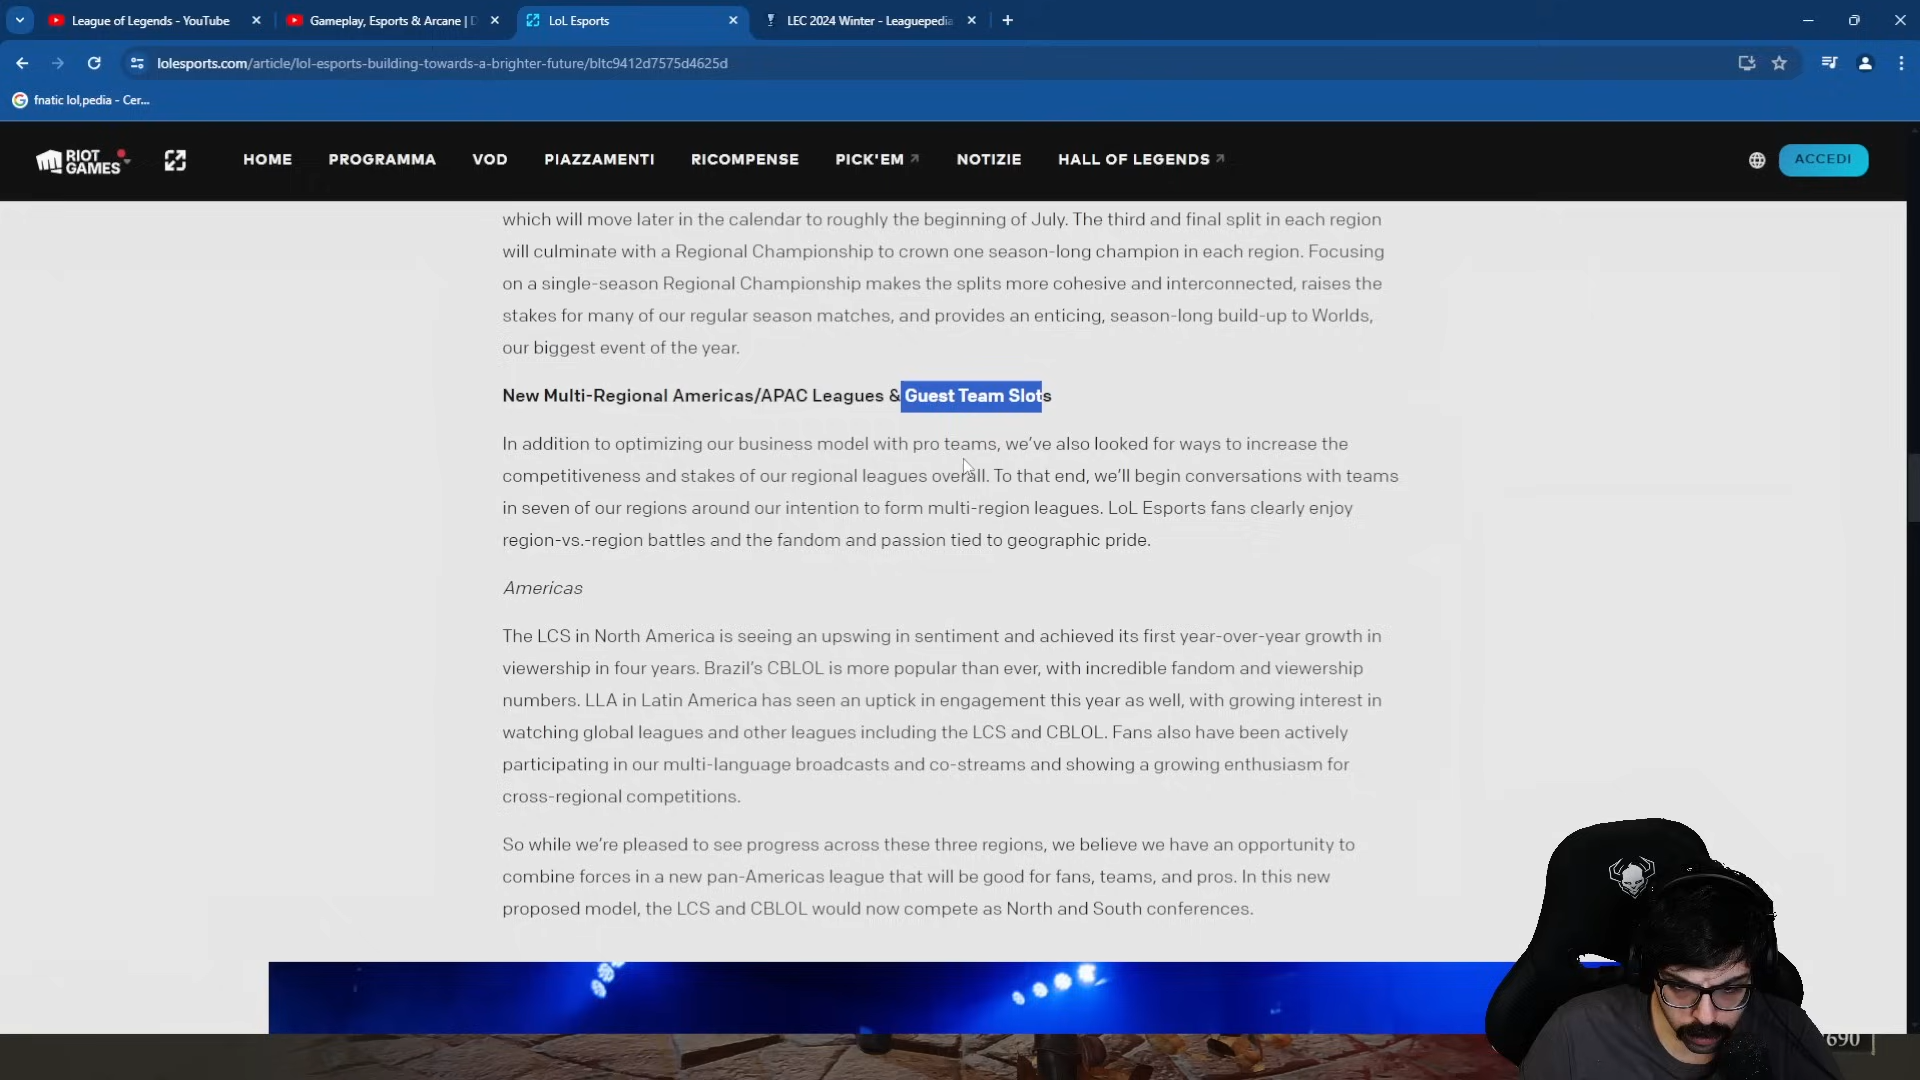 League of Legends - YouTube
Gameplay, Esports & Arcane |
LoL Esports
LEC 2024 Winter - Leaguepedia
lolesports.com/article/lol-esports-building-towards-a-brighter-future/bltc9412d7575d4625d
fnatic lol,pedia - Cer...
RIOT GAMES
HOME
PROGRAMMA
VOD
PIAZZAMENTI
RICOMPENSE
PICK'EM
NOTIZIE
HALL OF LEGENDS
ACCEDI
which will move later in the calendar to roughly the beginning of July. The third and final split in each region
will culminate with a Regional Championship to crown one season-long champion in each region. Focusing
on a single-season Regional Championship makes the splits more cohesive and interconnected, raises the
stakes for many of our regular season matches, and provides an enticing, season-long build-up to Worlds,
our biggest event of the year.
New Multi-Regional Americas/APAC Leagues & Guest Team Slots
In addition to optimizing our business model with pro teams, we've also looked for ways to increase the
competitiveness and stakes of our regional leagues overall. To that end, we'll begin conversations with teams
in seven of our regions around our intention to form multi-region leagues. LoL Esports fans clearly enjoy
region-vs.-region battles and the fandom and passion tied to geographic pride.
Americas
The LCS in North America is seeing an upswing in sentiment and achieved its first year-over-year growth in
viewership in four years. Brazil's CBLOL is more popular than ever, with incredible fandom and viewership
numbers. LLA in Latin America has seen an uptick in engagement this year as well, with growing interest in
watching global leagues and other leagues including the LCS and CBLOL. Fans also have been actively
participating in our multi-language broadcasts and co-streams and showing a growing enthusiasm for
cross-regional competitions.
So while we're pleased to see progress across these three regions, we believe we have an opportunity to
combine forces in a new pan-Americas league that will be good for fans, teams, and pros. In this new
proposed model, the LCS and CBLOL would now compete as North and South conferences.
690